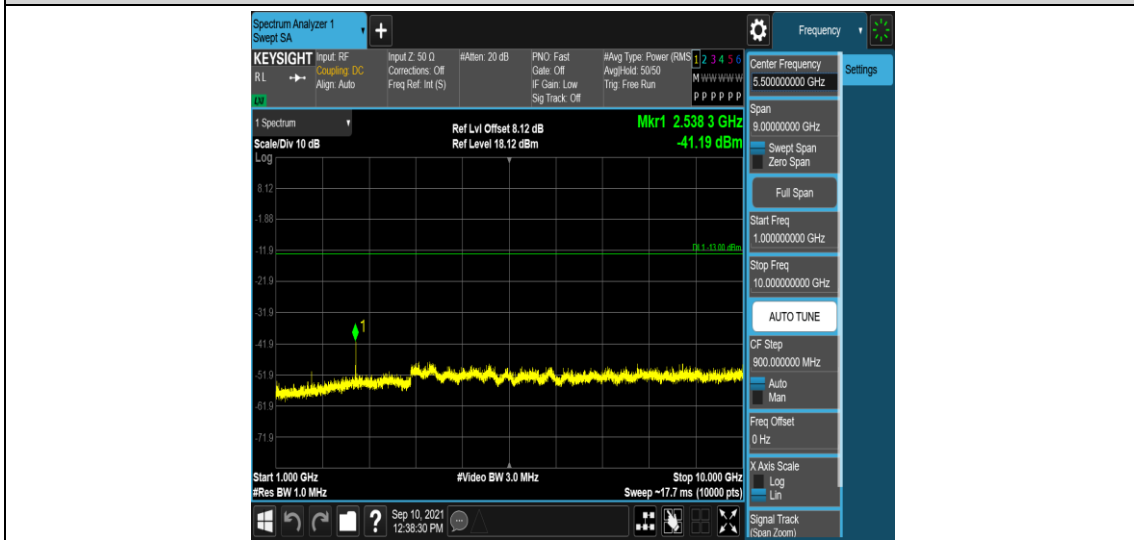 Spectrum Analyzer 1
Swept SA
+
Frequency
KEYSIGHT
RL
LXI
Input: RF
Coupling: DC
Align: Auto
Input Z: 50 Ω
Corrections: Off
Freq Ref: Int (S)
#Atten: 20 dB
PNO: Fast
Gate: Off
IF Gain: Low
Sig Track: Off
#Avg Type: Power (RMS
Avg|Hold: 50/50
Trig: Free Run
1 2 3 4 5 6
M W W W W W
P P P P P P
1 Spectrum
Scale/Div 10 dB
Log
Ref Lvl Offset 8.12 dB
Ref Level 18.12 dBm
Mkr1 2.538 3 GHz
-41.19 dBm
8.12
-1.88
-11.9
DL1 -13.00 dBm
-21.9
-31.9
1
-41.9
-51.9
-61.9
-71.9
Start 1.000 GHz
#Video BW 3.0 MHz
Stop 10.000 GHz
#Res BW 1.0 MHz
Sweep ~17.7 ms (10000 pts)
?
Sep 10, 2021
12:38:30 PM
Center Frequency
5.500000000 GHz
Settings
Span
9.00000000 GHz
Swept Span
Zero Span
Full Span
Start Freq
1.000000000 GHz
Stop Freq
10.000000000 GHz
AUTO TUNE
CF Step
900.000000 MHz
Auto
Man
Freq Offset
0 Hz
X Axis Scale
Log
Lin
Signal Track
(Span Zoom)